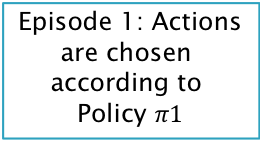 Episode 1: Actions
are chosen
according to
Policy 𝜋1